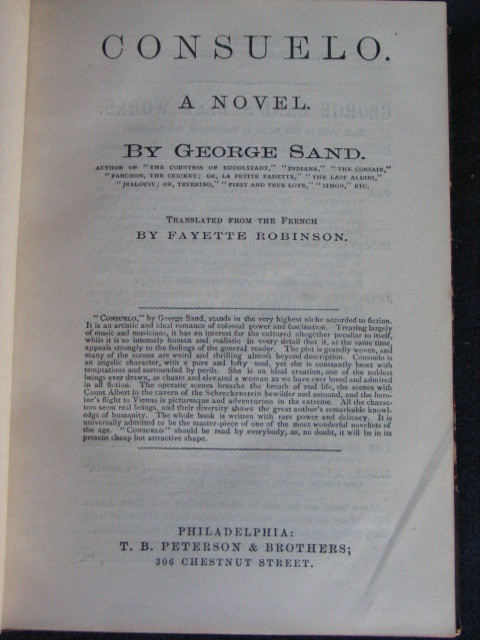 CONSUELO.
A NOVEL.
BY GEORGE SAND.
AUTHOR OF "THE COUNTESS OF RUDOLSTADT," "INDIANA," "THE CORSAIR,"
"FANCHON, THE CRICKET; OR, LA PETITE FADETTE," "THE LAST ALDINI,"
"JEALOUSY; OR, TEVERINO," "FIRST AND TRUE LOVE," "SIMON," ETC.
TRANSLATED FROM THE FRENCH
BY FAYETTE ROBINSON.
"CONSUELO," by George Sand, stands in the very highest niche accorded to fiction.
It is an artistic and ideal romance of colossal power and fascination. Treating largely
of music and musicians, it has an interest for the cultured altogether peculiar to itself,
while it is so intensely human and realistic in every detail that it, at the same time,
appeals strongly to the feelings of the general reader. The plot is grandly woven, and
many of the scenes are weird and thrilling almost beyond description. Consuelo is
an angelic character, with a pure and lofty soul, yet she is constantly beset with
temptations and surrounded by perils. She is an ideal creation, one of the noblest
beings ever drawn, as chaste and elevated a woman as we have ever loved and admired
in all fiction. The operatic scenes breathe the breath of real life, the scenes with
Count Albert in the cavern of the Schreckenstein bewilder and astound, and the hero-
ine's flight to Vienna is picturesque and adventurous in the extreme. All the charac-
ters seem real beings, and their diversity shows the great author's remarkable knowl-
edge of humanity. The whole book is written with rare power and delicacy. It is
universally admitted to be the master-piece of one of the most wonderful novelists of
the age. "CONSUELO" should be read by everybody, as, no doubt, it will be in its
present cheap but attractive shape.
PHILADELPHIA:
T. B. PETERSON & BROTHERS;
306 CHESTNUT STREET.